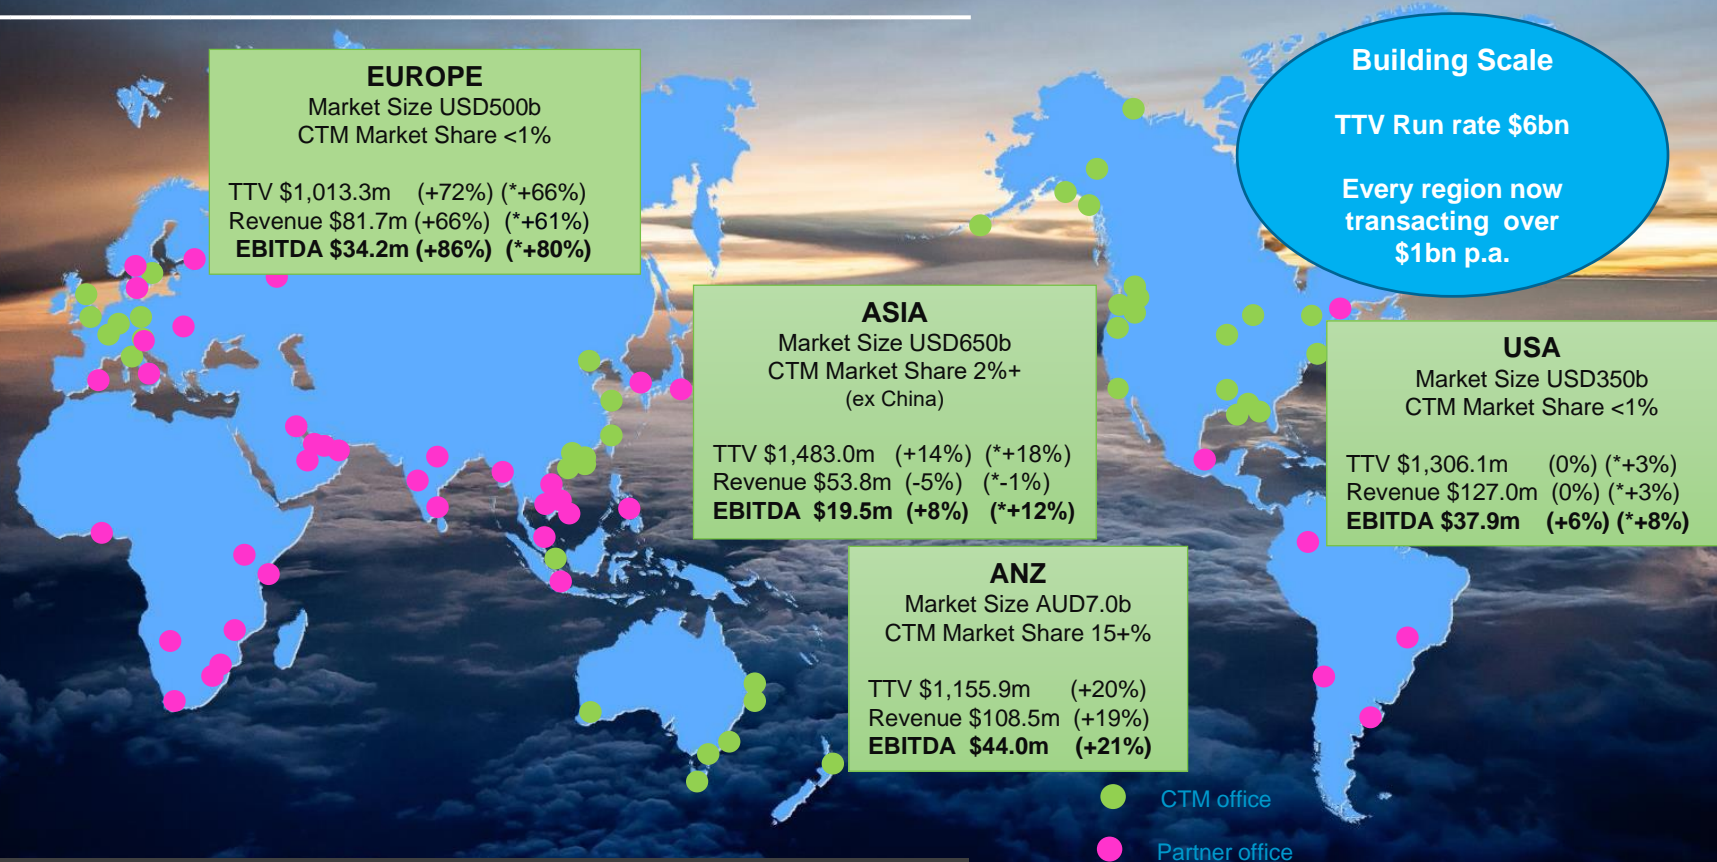 EUROPE
Market Size USD500b
CTM Market Share <1%
TTV $1,013.3m (+72%) (*+66%)
Revenue $81.7m (+66%) (*+61%)
EBITDA $34.2m (+86%) (*+80%)
Building Scale
TTV Run rate $6bn
Every region now
transacting over
$1bn p.a.
ASIA
Market Size USD650b
CTM Market Share 2%+
(ex China)
TTV $1,483.0m (+14%) (*+18%)
Revenue $53.8m (-5%) (*-1%)
EBITDA $19.5m (+8%) (*+12%)
USA
Market Size USD350b
CTM Market Share <1%
TTV $1,306.1m (0%) (*+3%)
Revenue $127.0m (0%) (*+3%)
EBITDA $37.9m (+6%) (*+8%)
ANZ
Market Size AUD7.0b
CTM Market Share 15+%
TTV $1,155.9m (+20%)
Revenue $108.5m (+19%)
EBITDA $44.0m (+21%)
CTM office
Partner office